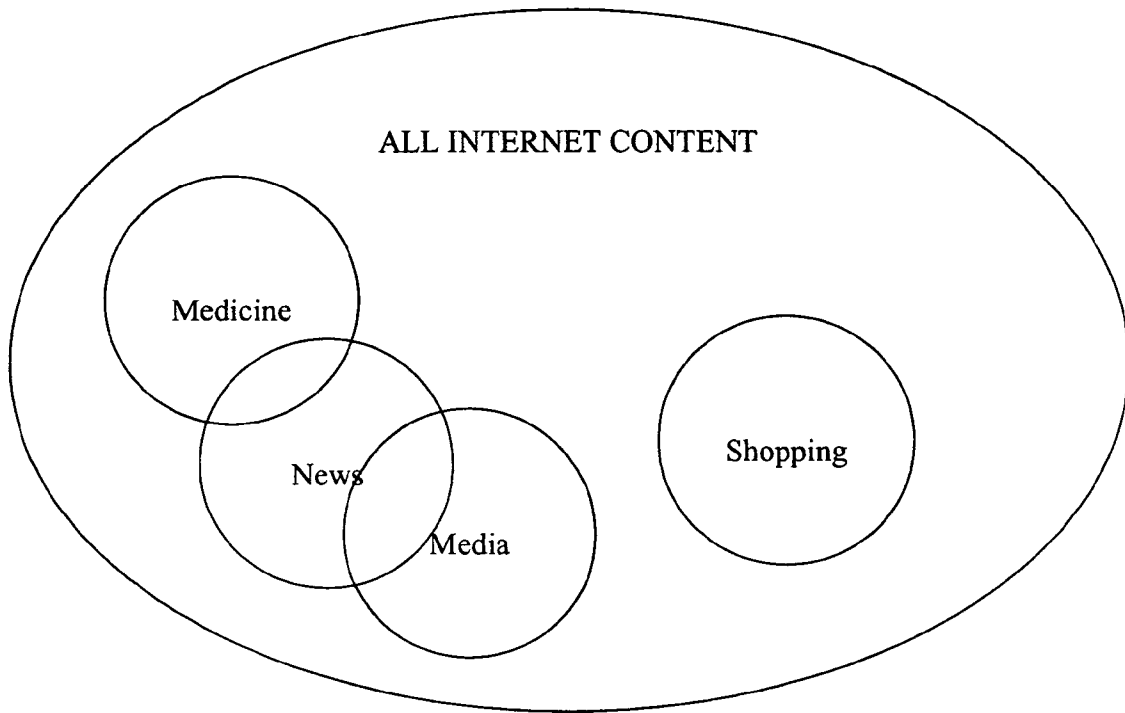 ALL INTERNET CONTENT
Medicine
News
Media
Shopping